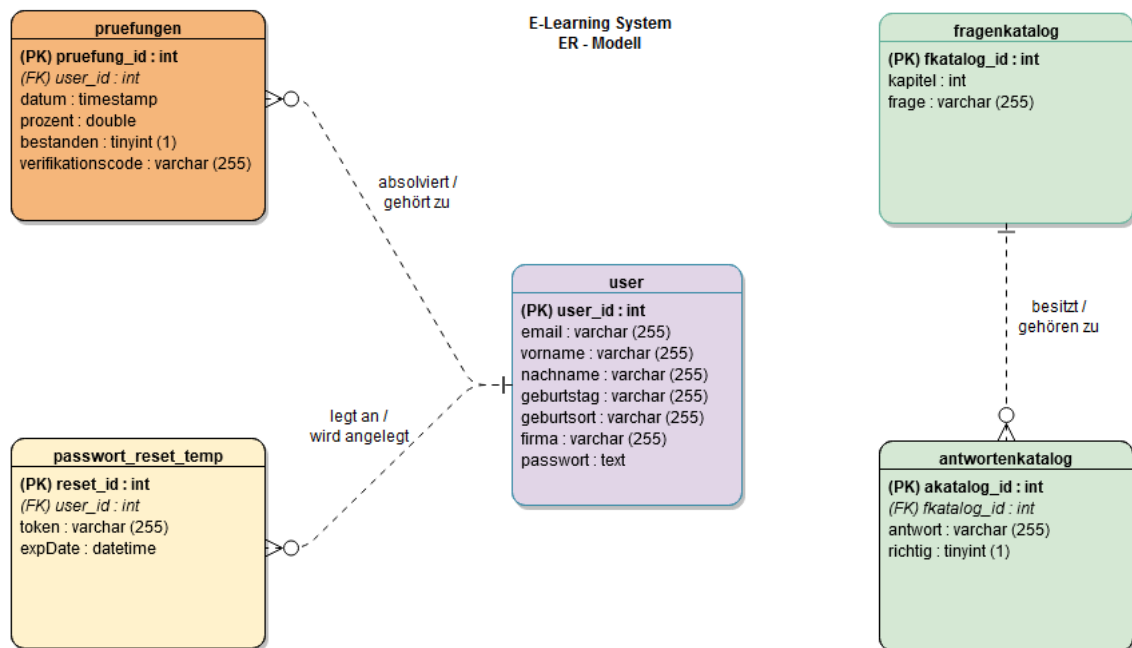 E-Learning System
ER - Modell
pruefungen
(PK) pruefung_id : int
(FK) user_id : int
datum : timestamp
prozent : double
bestanden : tinyint (1)
verifikationscode : varchar (255)
absolviert /
gehört zu
user
(PK) user_id : int
email : varchar (255)
vorname : varchar (255)
nachname : varchar (255)
geburtstag : varchar (255)
geburtsort : varchar (255)
firma : varchar (255)
passwort : text
legt an /
wird angelegt
passwort_reset_temp
(PK) reset_id : int
(FK) user_id : int
token : varchar (255)
expDate : datetime
fragenkatalog
(PK) fkatalog_id : int
kapitel : int
frage : varchar (255)
besitzt /
gehören zu
antwortenkatalog
(PK) akatalog_id : int
(FK) fkatalog_id : int
antwort : varchar (255)
richtig : tinyint (1)